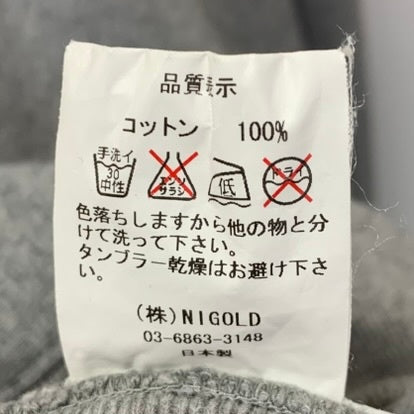 品質表示
コットン 100%
手洗イ
30
中性
エンソ
サラシ
低
ドライ
色落ちしますから他の物と分
けて洗って下さい。
タンブラー乾燥はお避け下さ
い。
(株)NIGOLD
03-6863-3148
日本製